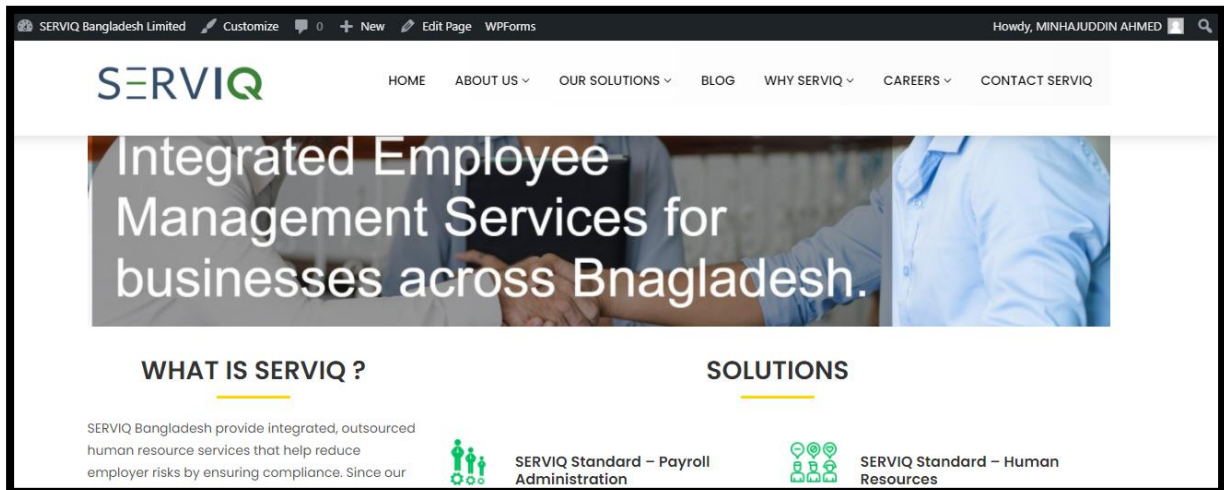 SERVIQ Bangladesh Limited Customize 0 New Edit Page WPForms Howdy, MINHAJUDDIN AHMED
SERVIQ
HOME ABOUT US OUR SOLUTIONS BLOG WHY SERVIQ CAREERS CONTACT SERVIQ
Integrated Employee
Management Services for
businesses across Bnagladesh.
WHAT IS SERVIQ ?
SERVIQ Bangladesh provide integrated, outsourced
human resource services that help reduce
employer risks by ensuring compliance. Since our
SOLUTIONS
SERVIQ Standard – Payroll
Administration
SERVIQ Standard – Human
Resources